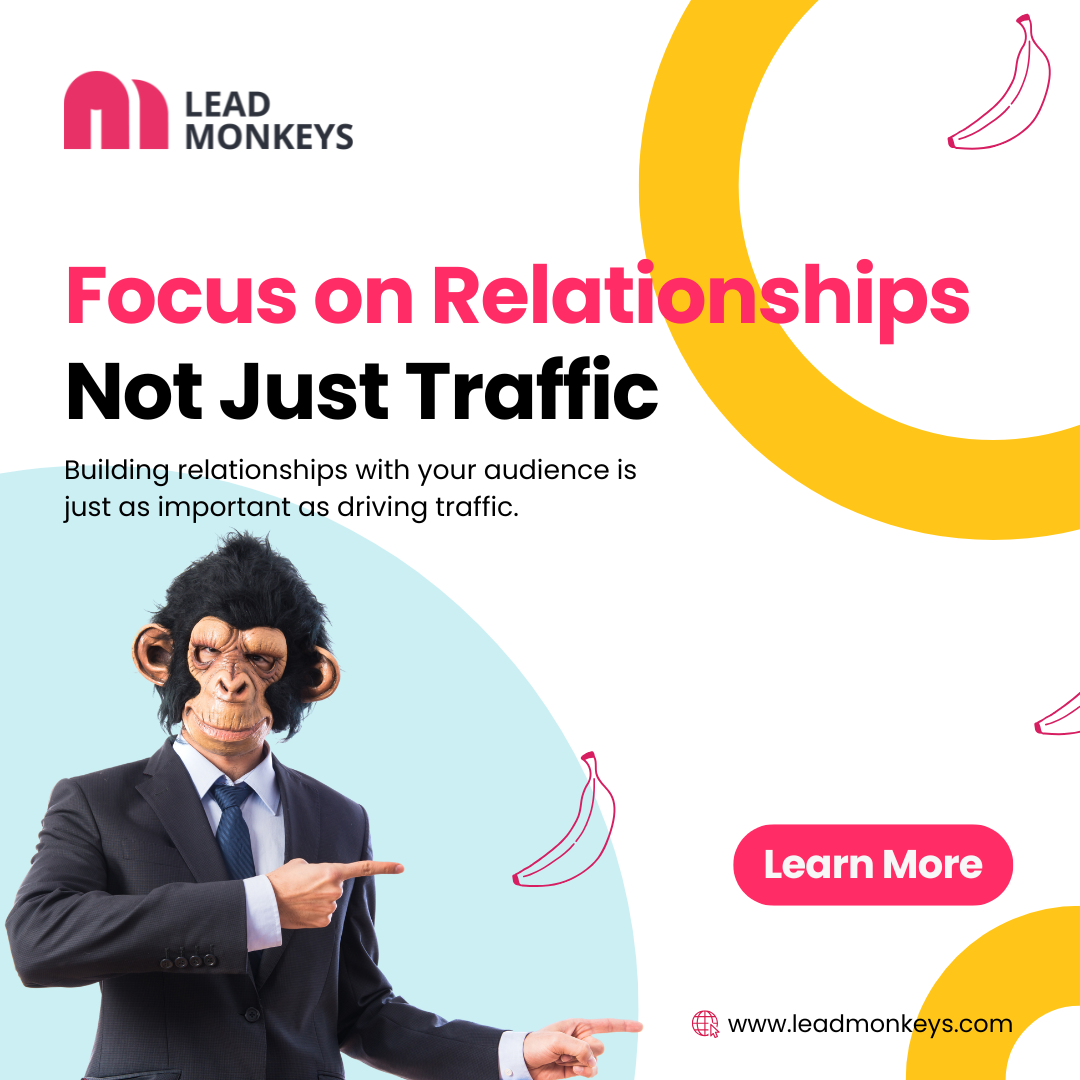 LEAD
MONKEYS
Focus on Relationships
Not Just Traffic
Building relationships with your audience is
just as important as driving traffic.
Learn More
www.leadmonkeys.com